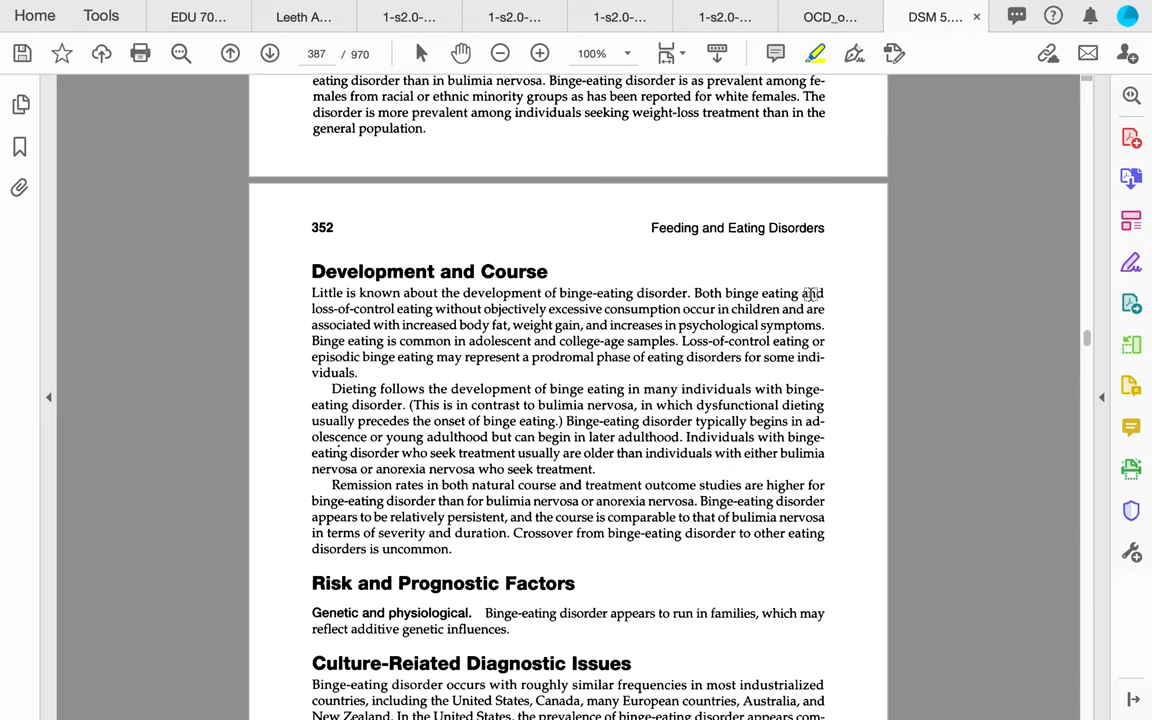 Home
Tools
EDU 70...
Leeth A...
1-s2.0-...
1-s2.0-...
1-s2.0-...
1-s2.0-...
OCD_o...
DSM 5....
387 / 970
100%
eating disorder than in bulimia nervosa. Binge-eating disorder is as prevalent among fe-
males from racial or ethnic minority groups as has been reported for white females. The
disorder is more prevalent among individuals seeking weight-loss treatment than in the
general population.
352
Feeding and Eating Disorders
Development and Course
Little is known about the development of binge-eating disorder. Both binge eating and
loss-of-control eating without objectively excessive consumption occur in children and are
associated with increased body fat, weight gain, and increases in psychological symptoms.
Binge eating is common in adolescent and college-age samples. Loss-of-control eating or
episodic binge eating may represent a prodromal phase of eating disorders for some indi-
viduals.
Dieting follows the development of binge eating in many individuals with binge-
eating disorder. (This is in contrast to bulimia nervosa, in which dysfunctional dieting
usually precedes the onset of binge eating.) Binge-eating disorder typically begins in ad-
olescence or young adulthood but can begin in later adulthood. Individuals with binge-
eating disorder who seek treatment usually are older than individuals with either bulimia
nervosa or anorexia nervosa who seek treatment.
Remission rates in both natural course and treatment outcome studies are higher for
binge-eating disorder than for bulimia nervosa or anorexia nervosa. Binge-eating disorder
appears to be relatively persistent, and the course is comparable to that of bulimia nervosa
in terms of severity and duration. Crossover from binge-eating disorder to other eating
disorders is uncommon.
Risk and Prognostic Factors
Genetic and physiological. Binge-eating disorder appears to run in families, which may
reflect additive genetic influences.
Culture-Reiated Diagnostic Issues
Binge-eating disorder occurs with roughly similar frequencies in most industrialized
countries, including the United States, Canada, many European countries, Australia, and
New Zealand. In the United States, the prevalence of binge-eating disorder appears com-